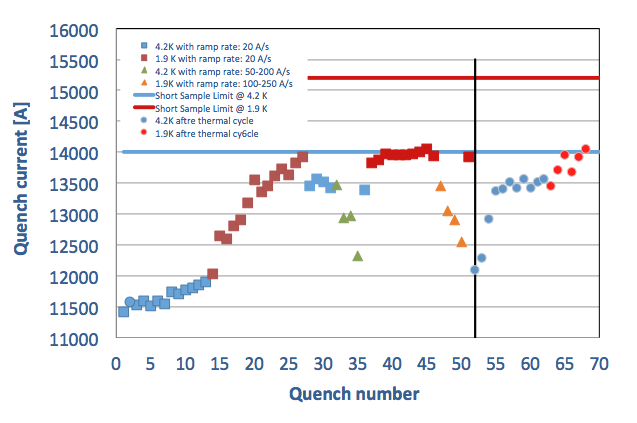 16000
15500
15000
14500
14000
13500
13000
12500
12000
11500
11000
Quench current [A]
4.2K with ramp rate: 20 A/s
1.9 K with ramp rate: 20 A/s
4.2 K with ramp rate: 50-200 A/s
1.9K with ramp rate: 100-250 A/s
Short Sample Limit @ 4.2 K
Short Sample Limit @ 1.9 K
4.2K aftre thermal cycle
1.9K aftre thermal cy6cle
0 5 10 15 20 25 30 35 40 45 50 55 60 65 70
Quench number